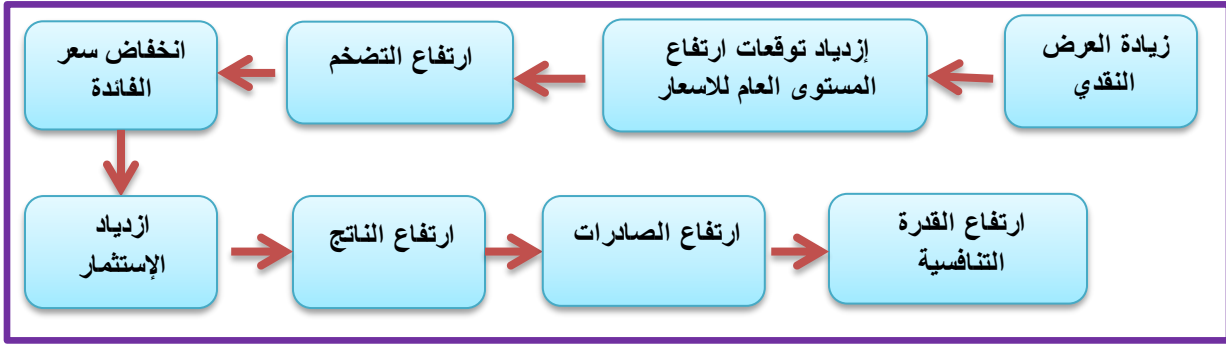 زيادة العرض
النقدي
إزدياد توقعات ارتفاع
المستوى العام للاسعار
ارتفاع التضخم
انخفاض سعر
الفائدة
ازدياد
الإستثمار
ارتفاع الناتج
ارتفاع الصادرات
ارتفاع القدرة
التنافسية